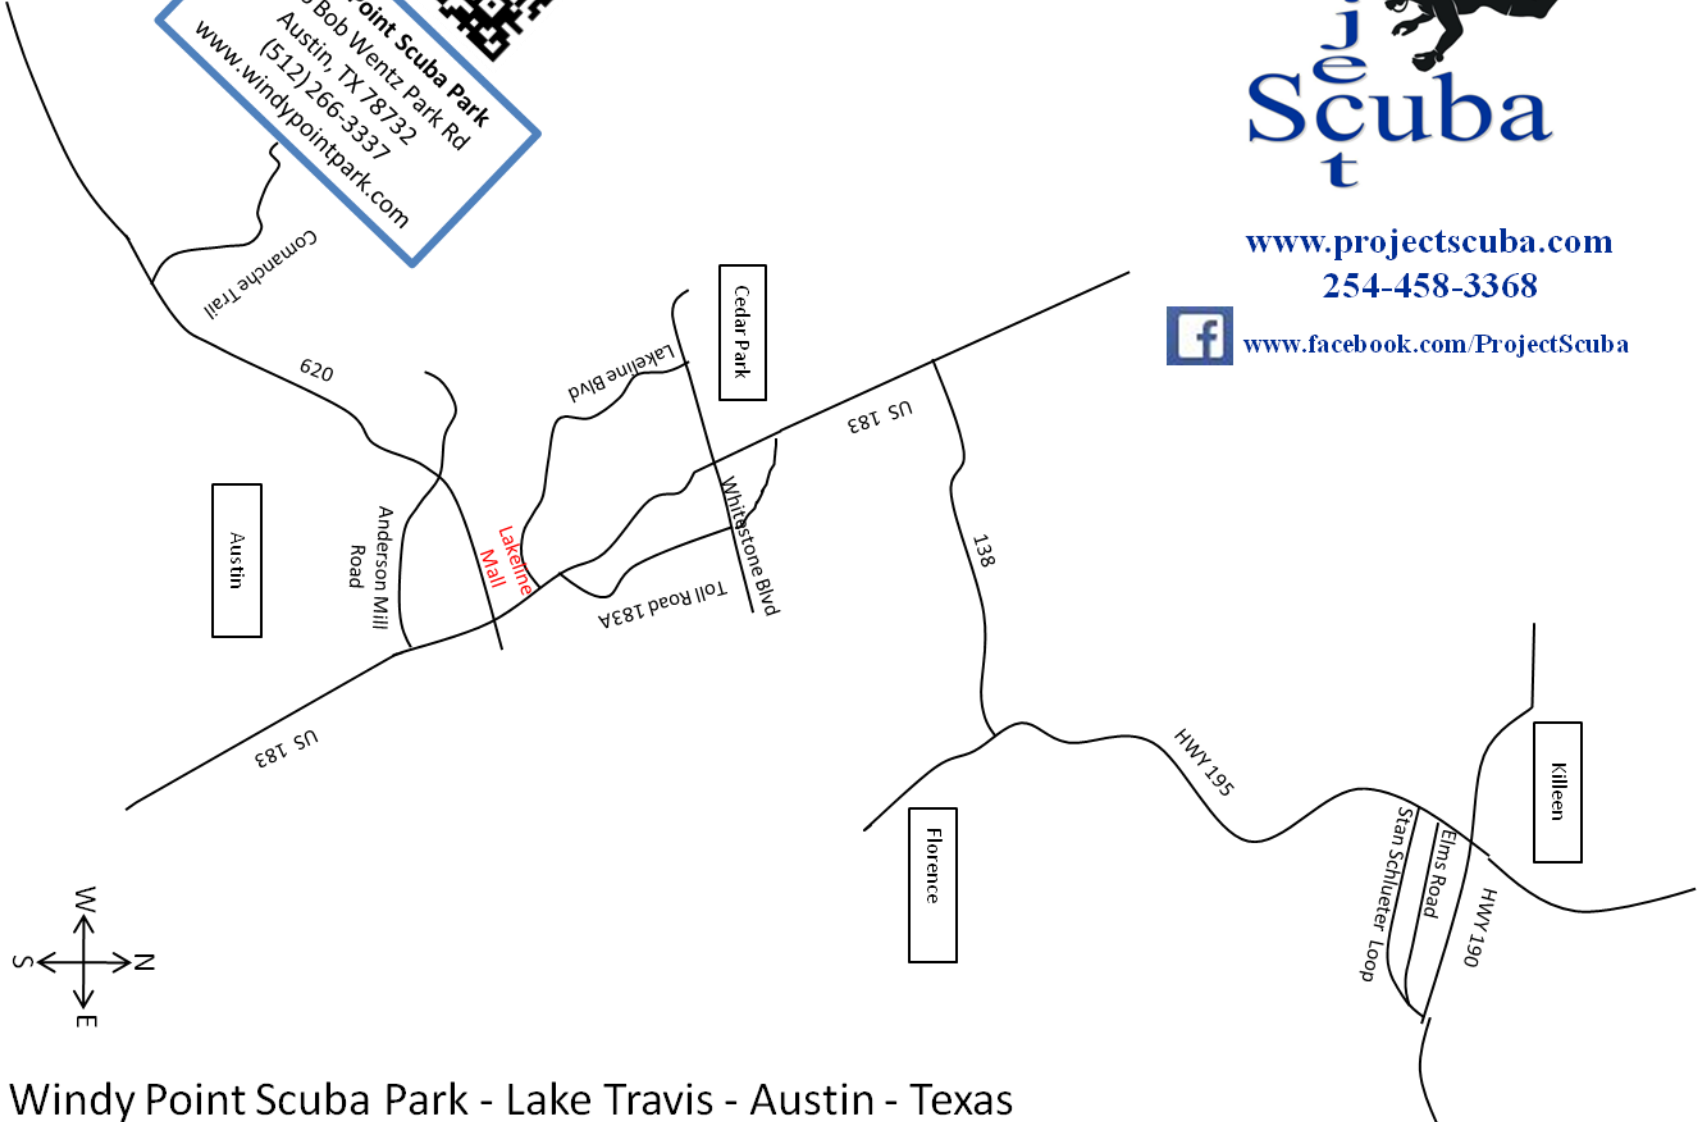 Point Scuba Park
Bob Wentz Park Rd
Austin, TX 78732
(512)266-3337
www.windypointpark.com
ject
Scuba
www.projectscuba.com
254-458-3368
f
www.facebook.com/ProjectScuba
Comanche Trail
620
Cedar Park
Lakeline Blvd
US 183
Austin
Anderson Mill
Road
Lakeline
Mall
Whitestone Blvd
Toll Road 183A
138
US 183
HWY 195
Killeen
Florence
Stan Schlueter Loop
Elms Road
HWY 190
W
S
N
E
Windy Point Scuba Park - Lake Travis - Austin - Texas